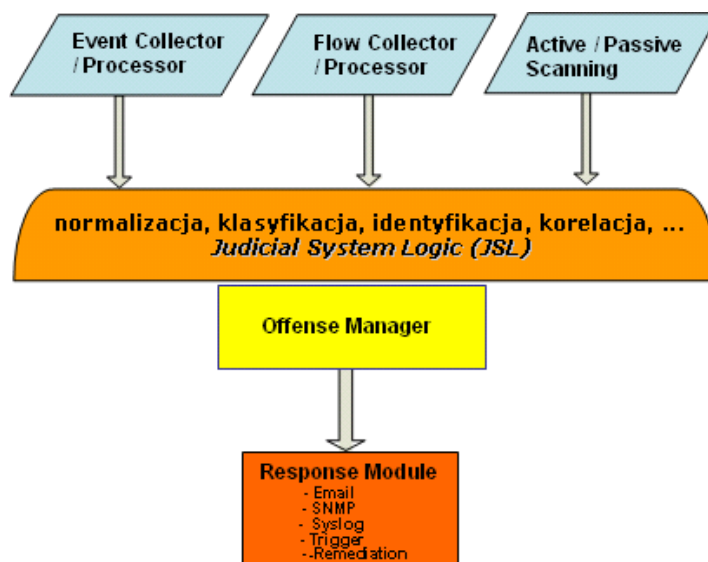 Event Collector
/ Processor
Flow Collector
/ Processor
Active / Passive
Scanning
normalizacja, klasyfikacja, identyfikacja, korelacja, ...
Judicial System Logic (JSL)
Offense Manager
Response Module
- Email
- SNMP
- Syslog
- Trigger
--Remediation